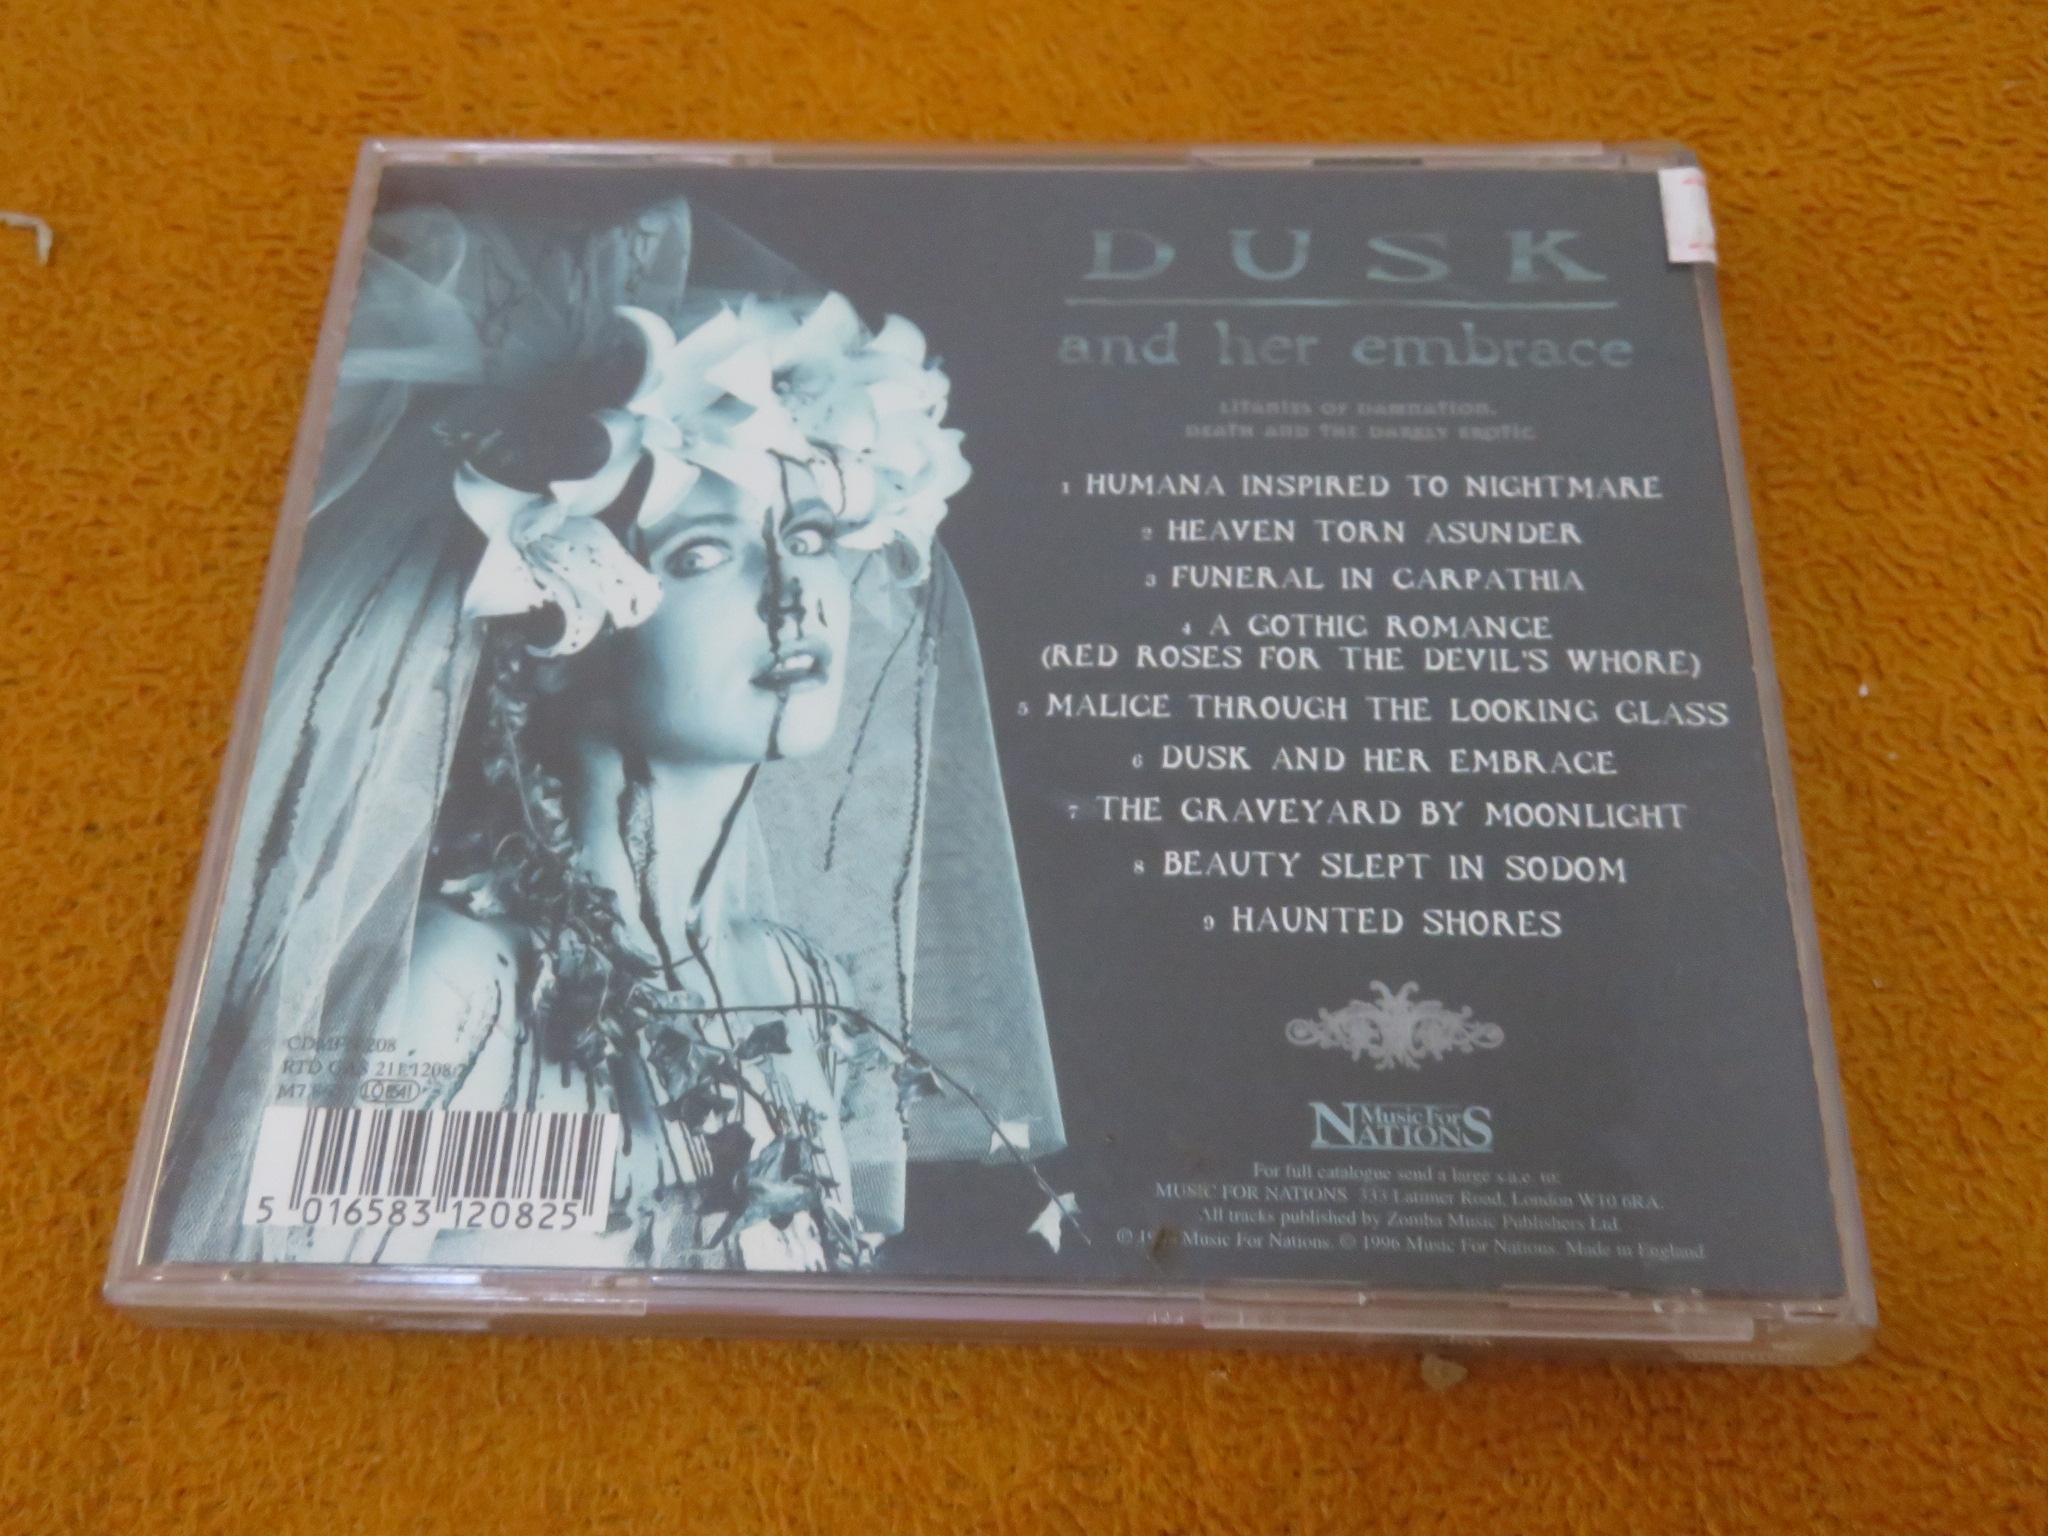 DUSK
and her embrace
LITANIES OF DAMNATION,
DEATH AND THE DARKLY EROTIC
1 HUMANA INSPIRED TO NIGHTMARE
2 HEAVEN TORN ASUNDER
3 FUNERAL IN CARPATHIA
4 A GOTHIC ROMANCE
(RED ROSES FOR THE DEVIL'S WHORE)
5 MALICE THROUGH THE LOOKING GLASS
6 DUSK AND HER EMBRACE
7 THE GRAVEYARD BY MOONLIGHT
8 BEAUTY SLEPT IN SODOM
9 HAUNTED SHORES
Music For
NATIONS
For full catalogue send a large s.a.e. to:
MUSIC FOR NATIONS 333 Latimer Road, London W10 6RA.
All tracks published by Zomba Music Publishers Ltd.
℗ Music For Nations. © 1996 Music For Nations. Made in England
208
RTD
LC
5 016583 120825